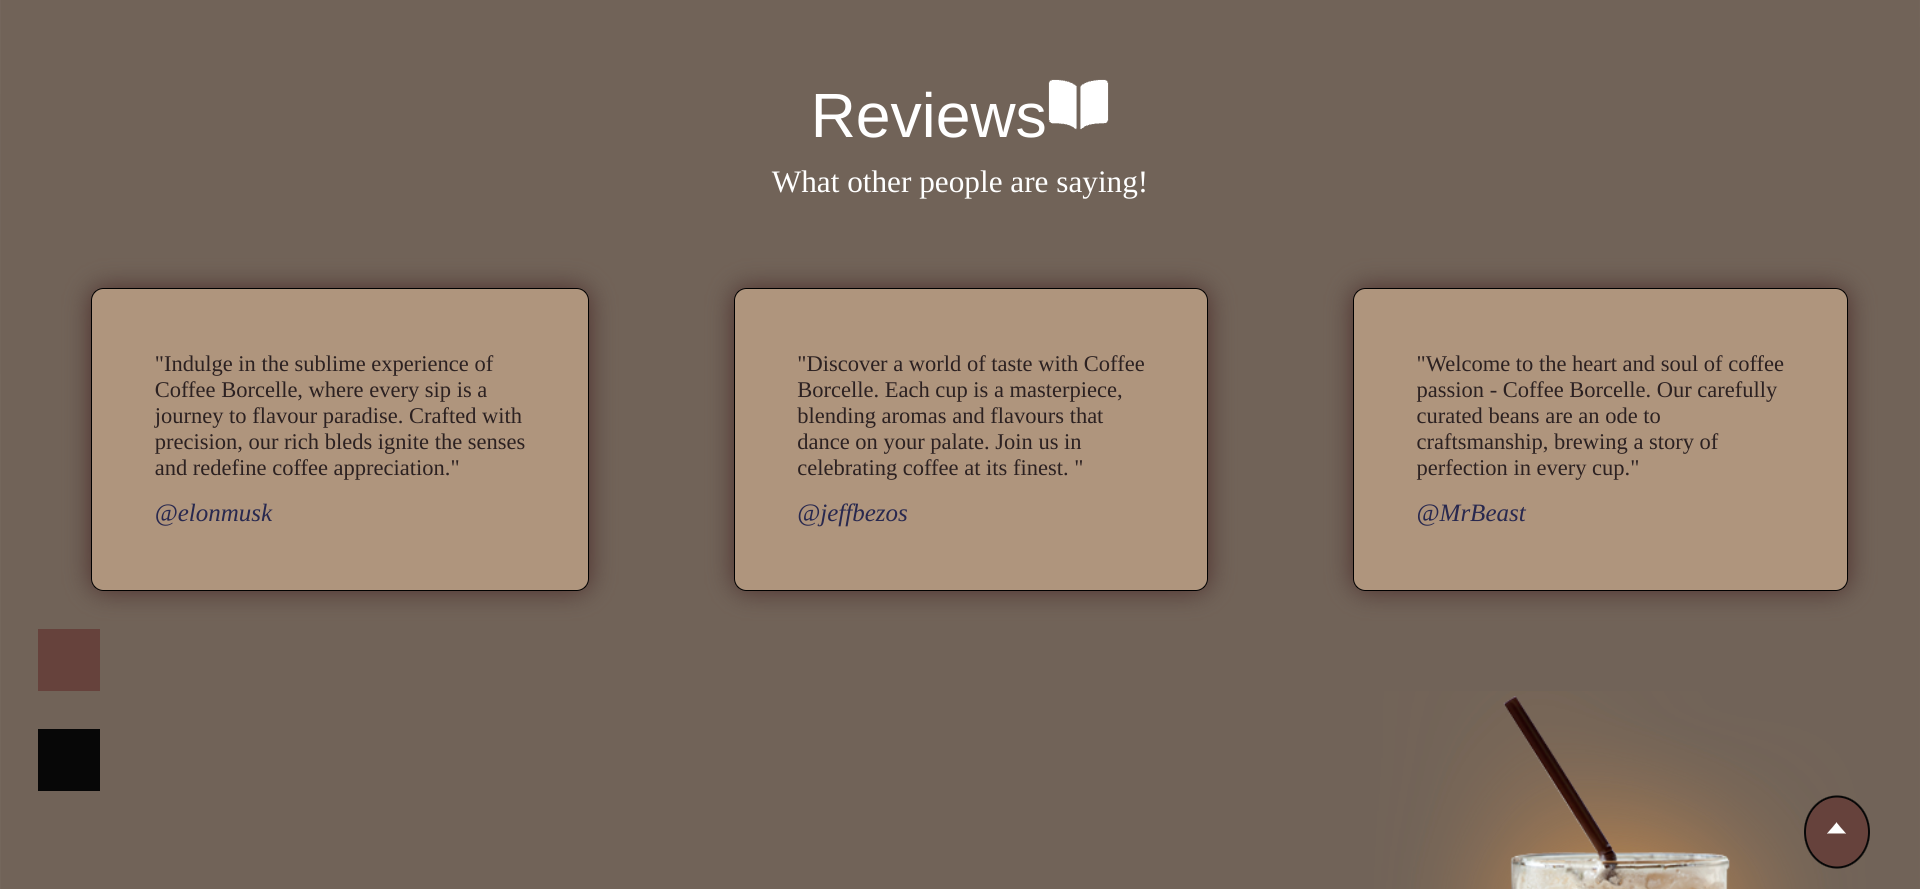 Reviews
What other people are saying!
"Indulge in the sublime experience of
Coffee Borcelle, where every sip is a
journey to flavour paradise. Crafted with
precision, our rich bleds ignite the senses
and redefine coffee appreciation."
@elonmusk
"Discover a world of taste with Coffee
Borcelle. Each cup is a masterpiece,
blending aromas and flavours that
dance on your palate. Join us in
celebrating coffee at its finest. "
@jeffbezos
"Welcome to the heart and soul of coffee
passion - Coffee Borcelle. Our carefully
curated beans are an ode to
craftsmanship, brewing a story of
perfection in every cup."
@MrBeast